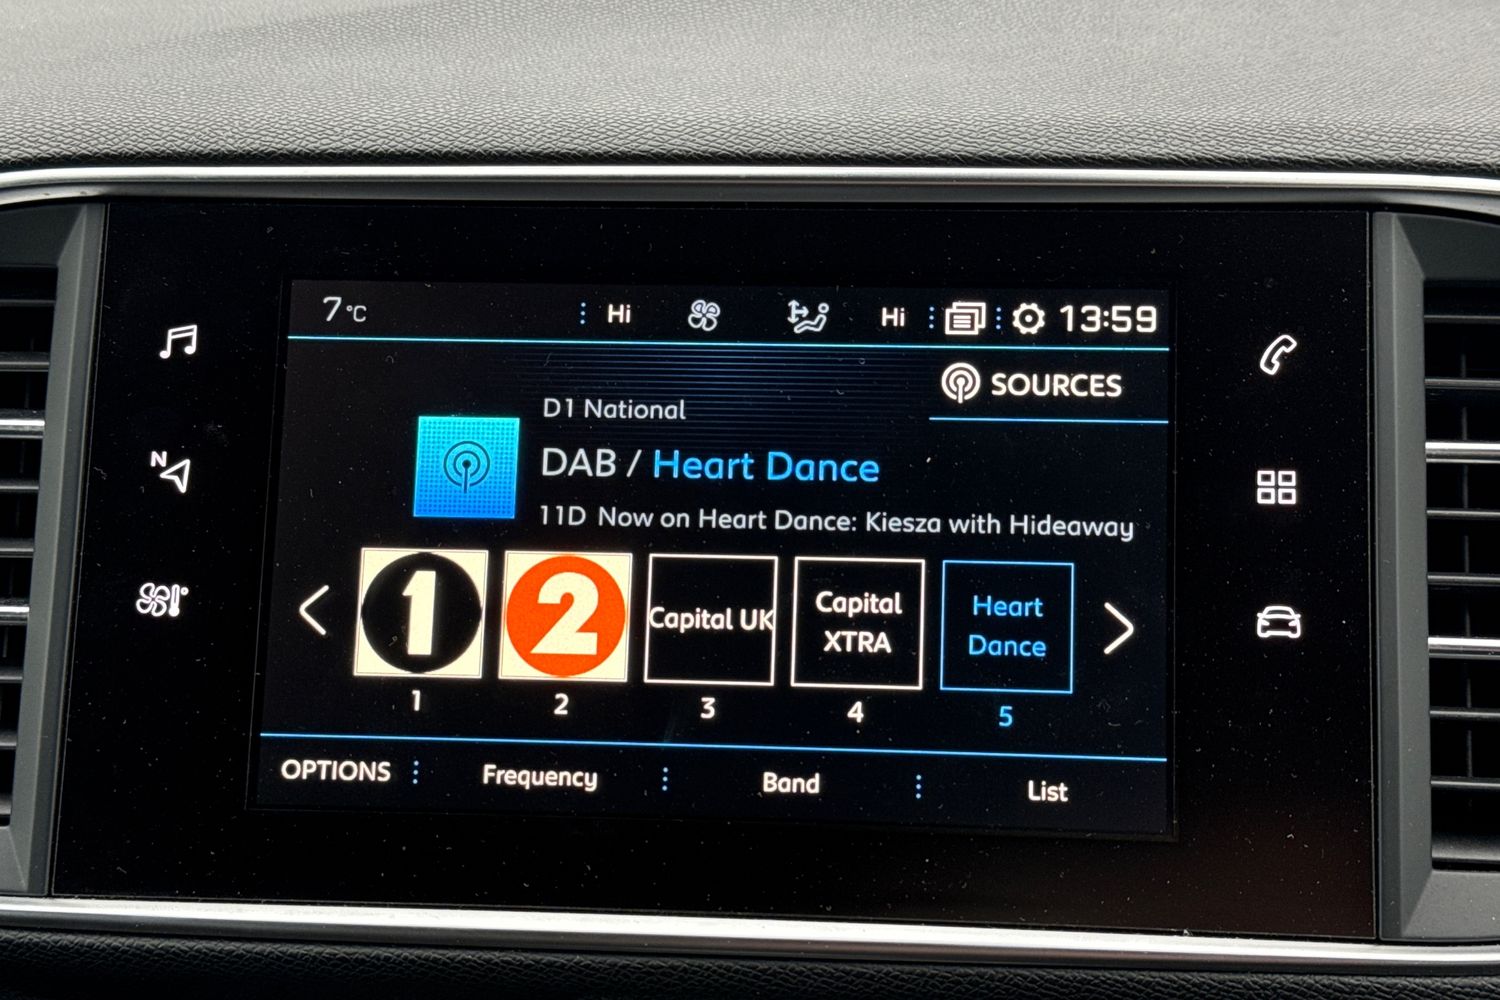 7°C Hi Hi 13:59
SOURCES
D1 National
DAB / Heart Dance
11D Now on Heart Dance: Kiesza with Hideaway
N
1 2 Capital UK Capital XTRA Heart Dance
1 2 3 4 5
OPTIONS Frequency Band List